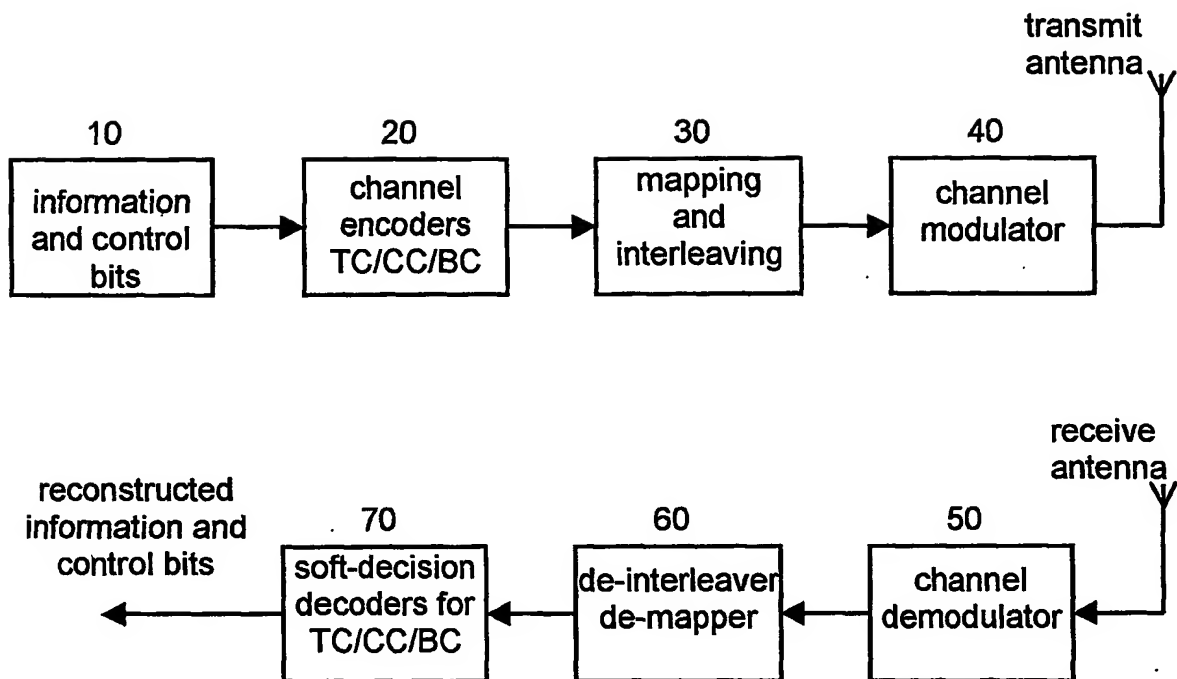 transmit
antenna
10
20
30
40
information
and control
bits
channel
encoders
TC/CC/BC
mapping
and
interleaving
channel
modulator
receive
antenna
reconstructed
information and
control bits
70
60
50
soft-decision
decoders for
TC/CC/BC
de-interleaver
de-mapper
channel
demodulator